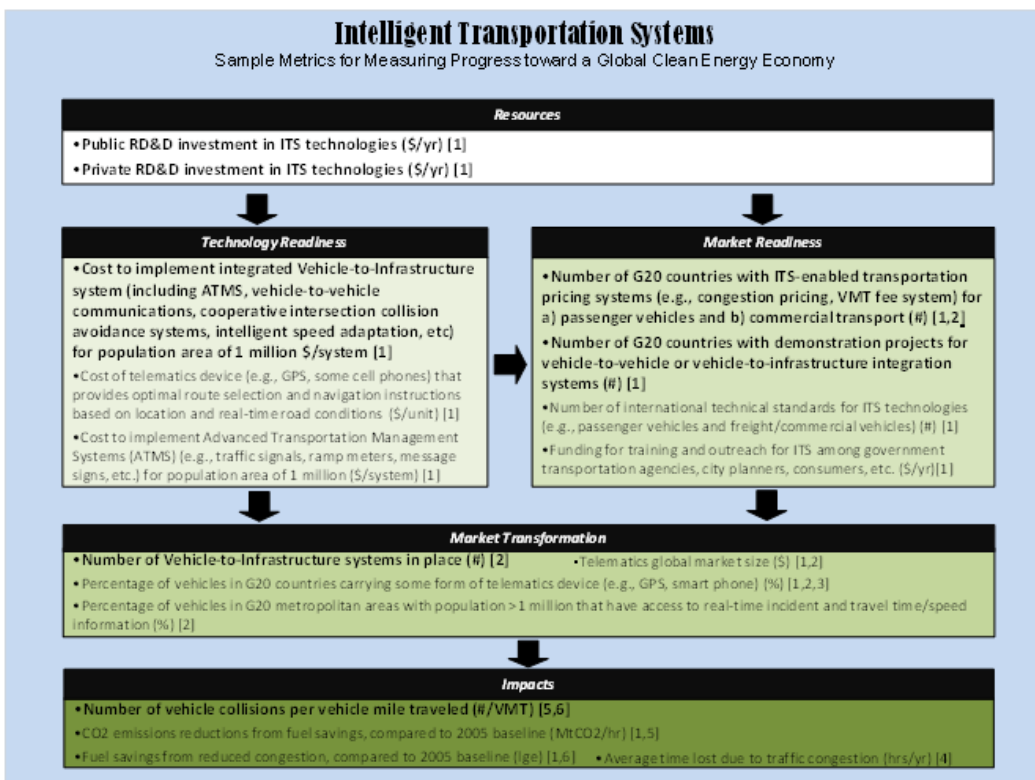 Intelligent Transportation Systems
Sample Metrics for Measuring Progress toward a Global Clean Energy Economy
Resources
•Public RD&D investment in ITS technologies ($/yr) [1]
•Private RD&D investment in ITS technologies ($/yr) [1]
Technology Readiness
•Cost to implement integrated Vehicle-to-Infrastructure
system (including ATMS, vehicle-to-vehicle
communications, cooperative intersection collision
avoidance systems, intelligent speed adaptation, etc)
for population area of 1 million $/system [1]
•Cost of telematics device (e.g., GPS, some cell phones) that
provides optimal route selection and navigation instructions
based on location and real-time road conditions ($/unit) [1]
•Cost to implement Advanced Transportation Management
Systems (ATMS) (e.g., traffic signals, ramp meters, message
signs, etc.) for population area of 1 million ($/system) [1]
Market Readiness
•Number of G20 countries with ITS-enabled transportation
pricing systems (e.g., congestion pricing, VMT fee system) for
a) passenger vehicles and b) commercial transport (#) [1,2]
•Number of G20 countries with demonstration projects for
vehicle-to-vehicle or vehicle-to-infrastructure integration
systems (#) [1]
•Number of international technical standards for ITS technologies
(e.g., passenger vehicles and freight/commercial vehicles) (#) [1]
•Funding for training and outreach for ITS among government
transportation agencies, city planners, consumers, etc. ($/yr)[1]
Market Transformation
•Number of Vehicle-to-Infrastructure systems in place (#) [2] •Telematics global market size ($) [1,2]
•Percentage of vehicles in G20 countries carrying some form of telematics device (e.g., GPS, smart phone) (%) [1,2,3]
•Percentage of vehicles in G20 metropolitan areas with population >1 million that have access to real-time incident and travel time/speed
information (%) [2]
Impacts
•Number of vehicle collisions per vehicle mile traveled (#/VMT) [5,6]
•CO2 emissions reductions from fuel savings, compared to 2005 baseline (MtCO2/hr) [1,5]
•Fuel savings from reduced congestion, compared to 2005 baseline (lge) [1,6] •Average time lost due to traffic congestion (hrs/yr) [4]